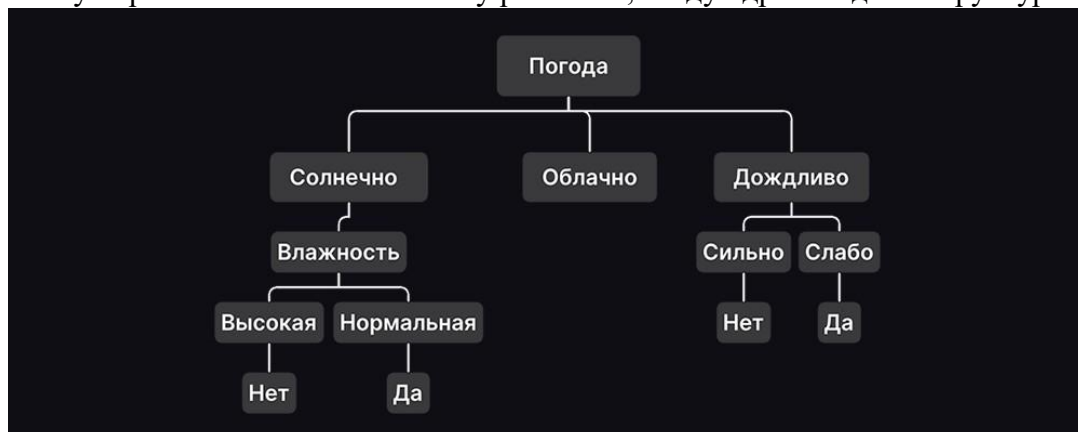 Погода
Солнечно Облачно Дождливо
Влажность Сильно Слабо
Высокая Нормальная Нет Да
Нет Да